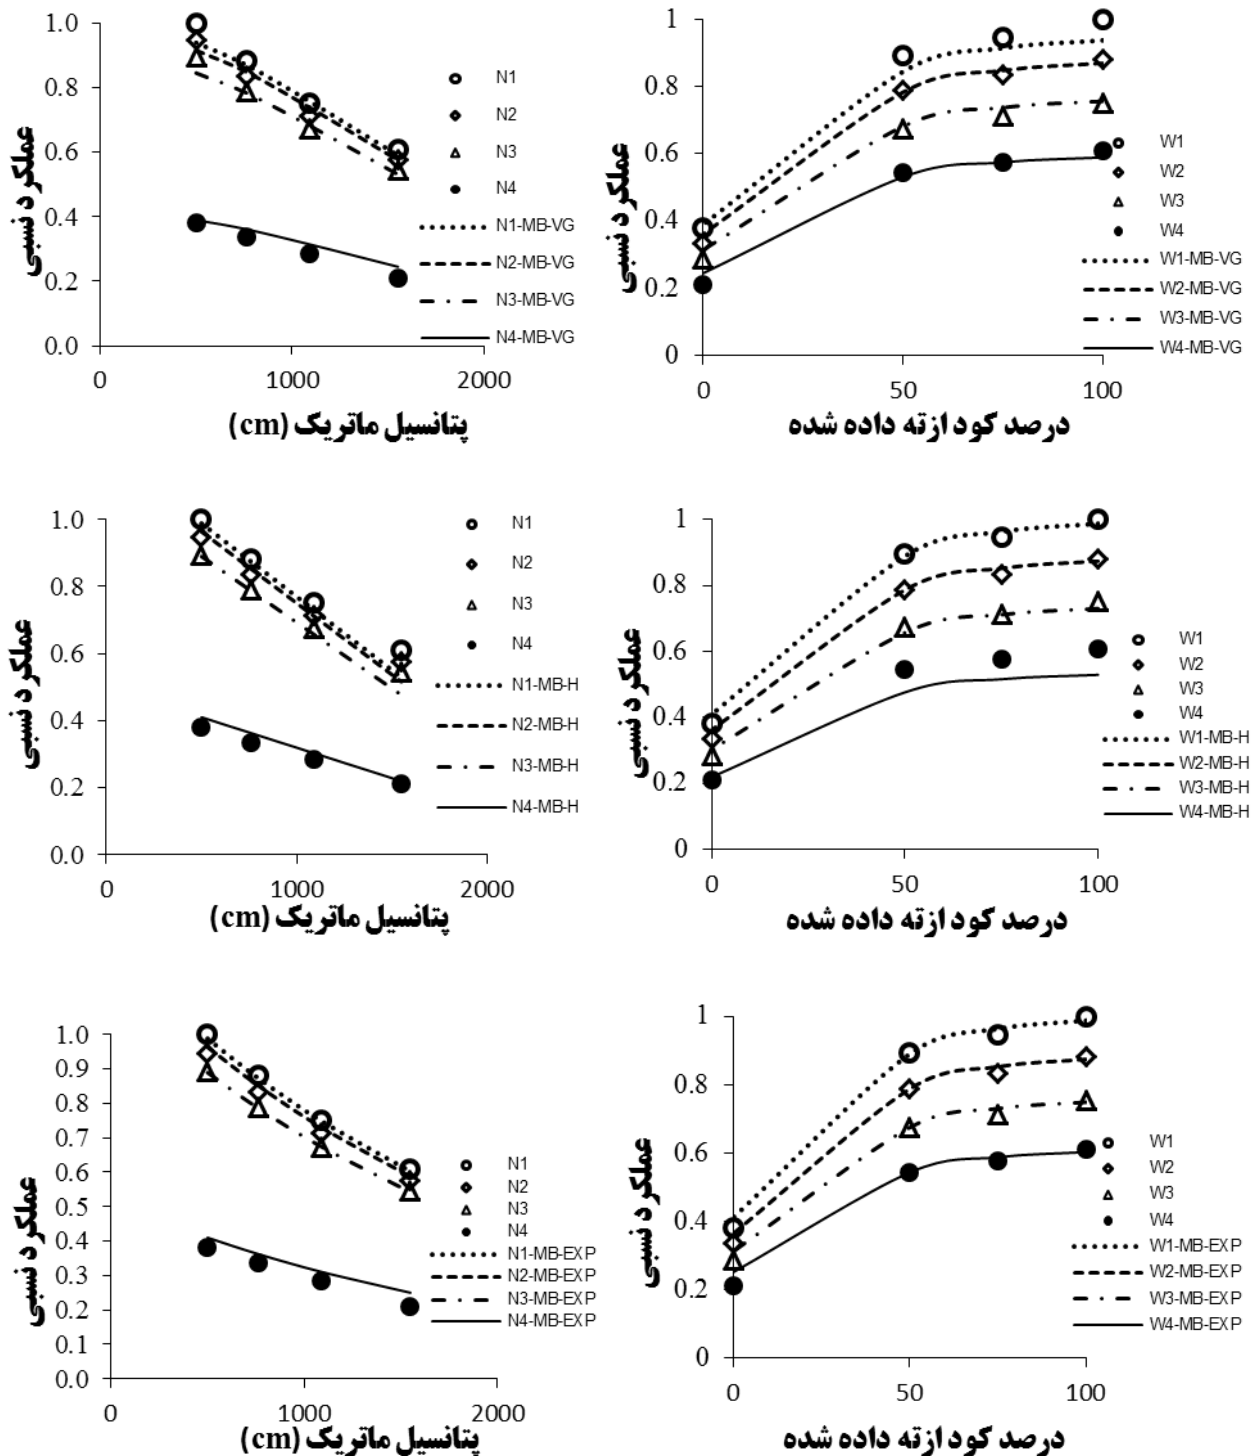 عملکرد نسبی
1.0
0.8
0.6
0.4
0.2
0.0
0
1000
2000
پتانسیل ماتریک (cm)
N1
N2
N3
N4
N1-MB-VG
N2-MB-VG
N3-MB-VG
N4-MB-VG
عملکرد نسبی
1
0.8
0.6
0.4
0.2
0
0
50
100
درصد کود ازته داده شده
W1
W2
W3
W4
W1-MB-VG
W2-MB-VG
W3-MB-VG
W4-MB-VG
عملکرد نسبی
1.0
0.8
0.6
0.4
0.2
0.0
0
1000
2000
پتانسیل ماتریک (cm)
N1
N2
N3
N4
N1-MB-H
N2-MB-H
N3-MB-H
N4-MB-H
عملکرد نسبی
1
0.8
0.6
0.4
0.2
0
0
50
100
درصد کود ازته داده شده
W1
W2
W3
W4
W1-MB-H
W2-MB-H
W3-MB-H
W4-MB-H
عملکرد نسبی
1.0
0.9
0.8
0.7
0.6
0.5
0.4
0.3
0.2
0.1
0.0
0
1000
2000
پتانسیل ماتریک (cm)
N1
N2
N3
N4
N1-MB-EXP
N2-MB-EXP
N3-MB-EXP
N4-MB-EXP
عملکرد نسبی
1
0.8
0.6
0.4
0.2
0
0
50
100
درصد کود ازته داده شده
W1
W2
W3
W4
W1-MB-EXP
W2-MB-EXP
W3-MB-EXP
W4-MB-EXP